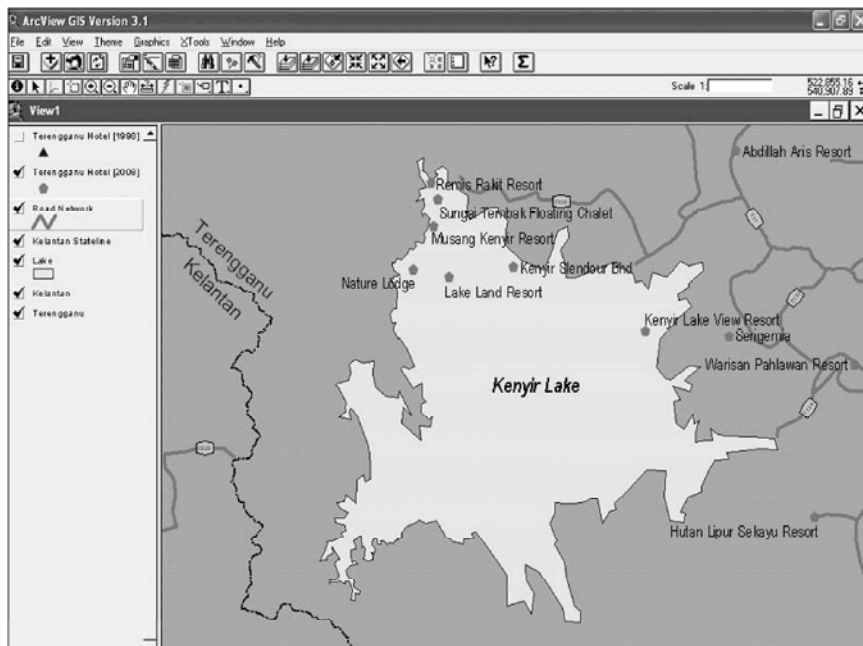 ArcView GIS Version 3.1
File Edit View Theme Graphics XTools Window Help
Scale 1:
522,855.16
540,907.89
View1
Terengganu Hotel [1998]
Terengganu Hotel [2008]
Road Network
Kelantan Stateline
Lake
Kelantan
Terengganu
Terengganu
Kelantan
Abdillah Aris Resort
Remis Rakit Resort
Sungai Tembak Floating Chalet
Musang Kenyir Resort
Kenyir Slendour Bhd
Nature Lodge
Lake Land Resort
Kenyir Lake View Resort
Warisan Pahlawan Resort
Kenyir Lake
Hutan Lipur Sekayu Resort